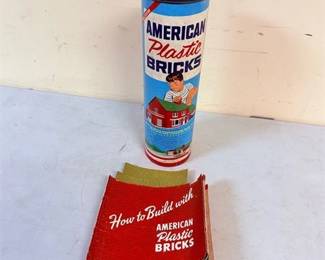 AMERICAN
Plastic
BRICKS
How to Build with
AMERICAN
Plastic
BRICKS